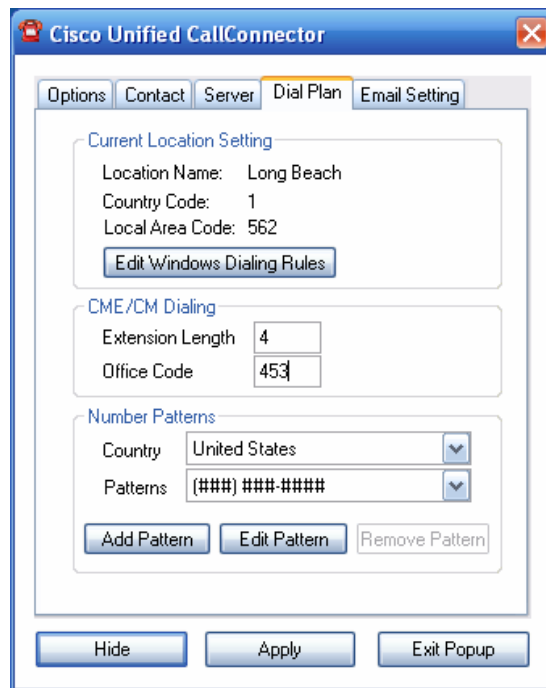 Cisco Unified CallConnector
Options Contact Server Dial Plan Email Setting
Current Location Setting
Location Name: Long Beach
Country Code: 1
Local Area Code: 562
Edit Windows Dialing Rules
CME/CM Dialing
Extension Length 4
Office Code 453
Number Patterns
Country United States
Patterns (###) ###-####
Add Pattern Edit Pattern Remove Pattern
Hide Apply Exit Popup